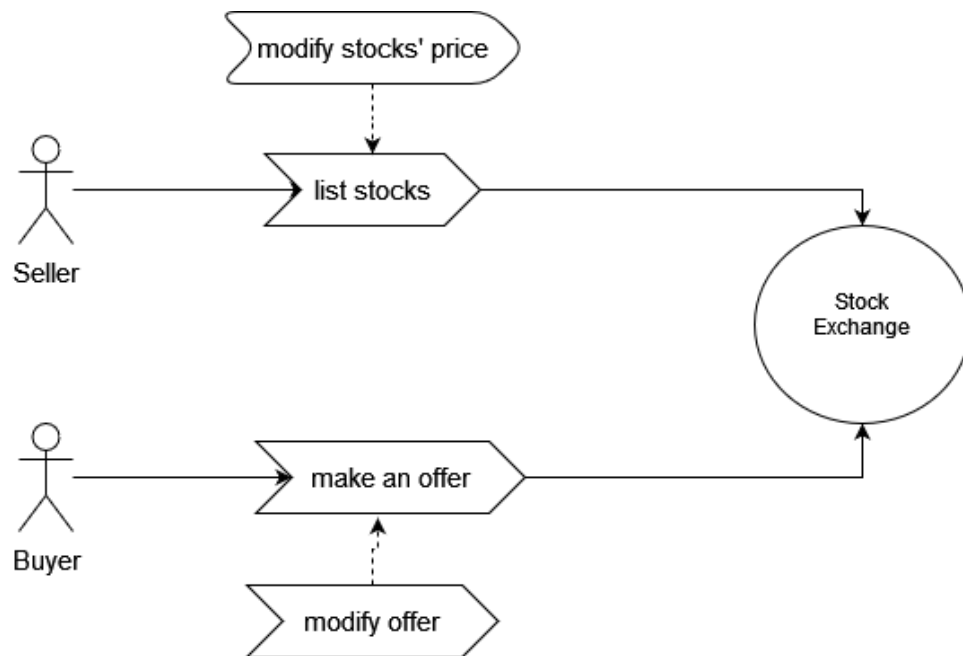 modify stocks' price
list stocks
Seller
Stock
Exchange
make an offer
Buyer
modify offer